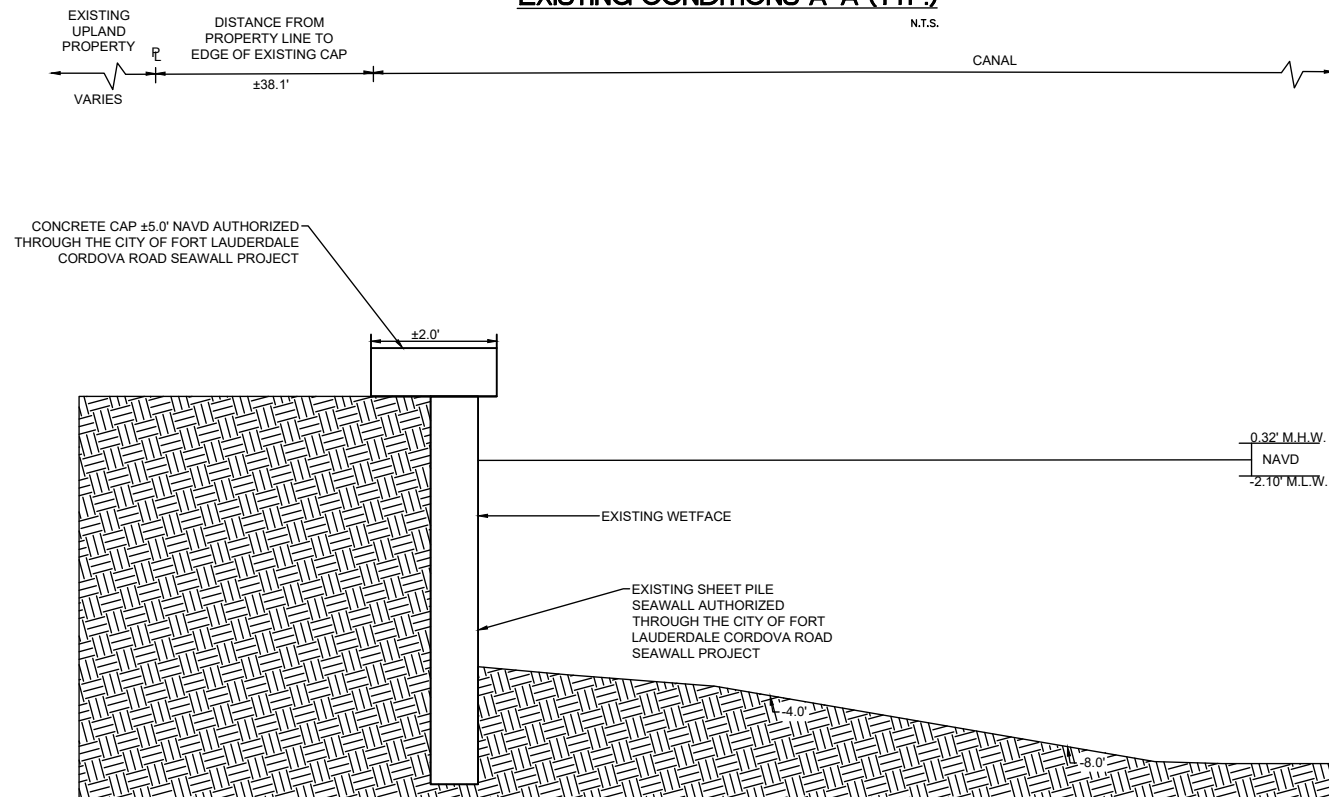 EXISTING CONDITIONS A-A (TYP.)
N.T.S.
EXISTING
UPLAND
PROPERTY
PL
DISTANCE FROM
PROPERTY LINE TO
EDGE OF EXISTING CAP
±38.1'
VARIES
CANAL
CONCRETE CAP ±5.0' NAVD AUTHORIZED
THROUGH THE CITY OF FORT LAUDERDALE
CORDOVA ROAD SEAWALL PROJECT
±2.0'
0.32' M.H.W.
NAVD
-2.10' M.L.W.
EXISTING WETFACE
EXISTING SHEET PILE
SEAWALL AUTHORIZED
THROUGH THE CITY OF FORT
LAUDERDALE CORDOVA ROAD
SEAWALL PROJECT
-4.0'
-8.0'